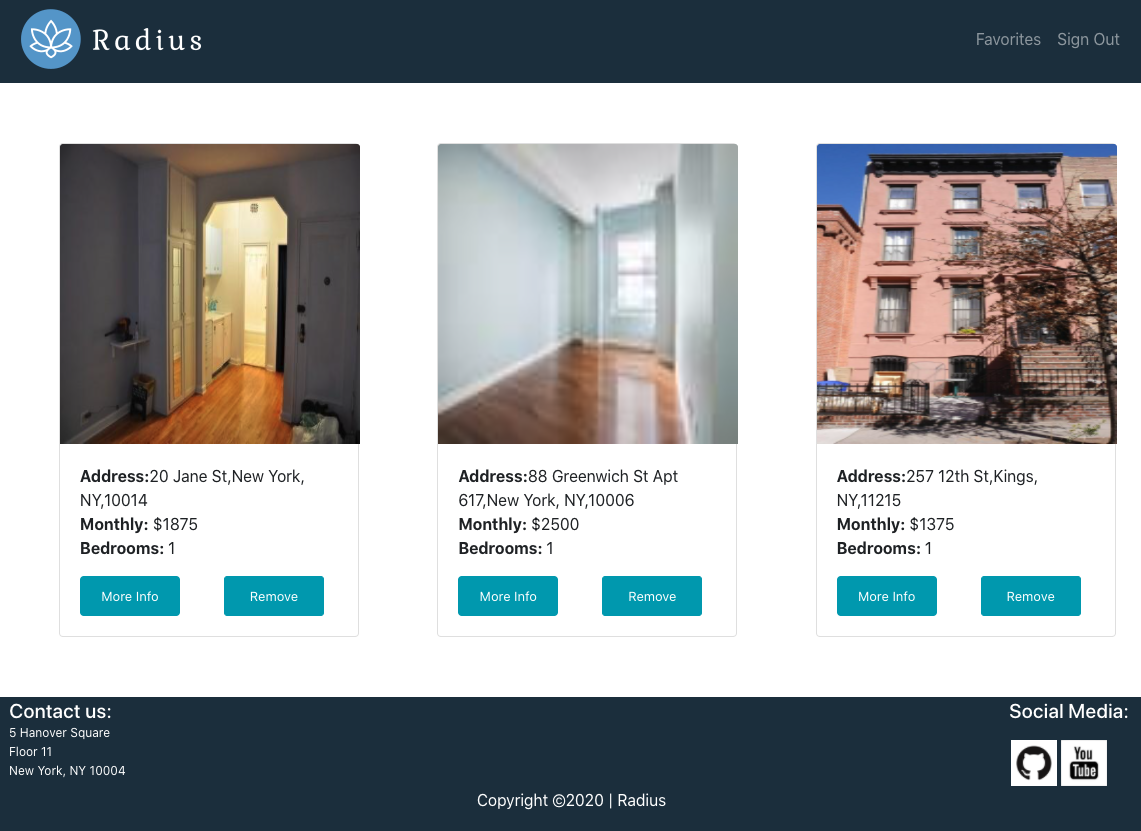 Radius
Favorites Sign Out
Address:20 Jane St,New York,
NY,10014
Monthly: $1875
Bedrooms: 1
More Info Remove
Address:88 Greenwich St Apt
617,New York, NY,10006
Monthly: $2500
Bedrooms: 1
More Info Remove
Address:257 12th St,Kings,
NY,11215
Monthly: $1375
Bedrooms: 1
More Info Remove
Contact us:
5 Hanover Square
Floor 11
New York, NY 10004
Social Media:
You
Tube
Copyright ©2020 | Radius